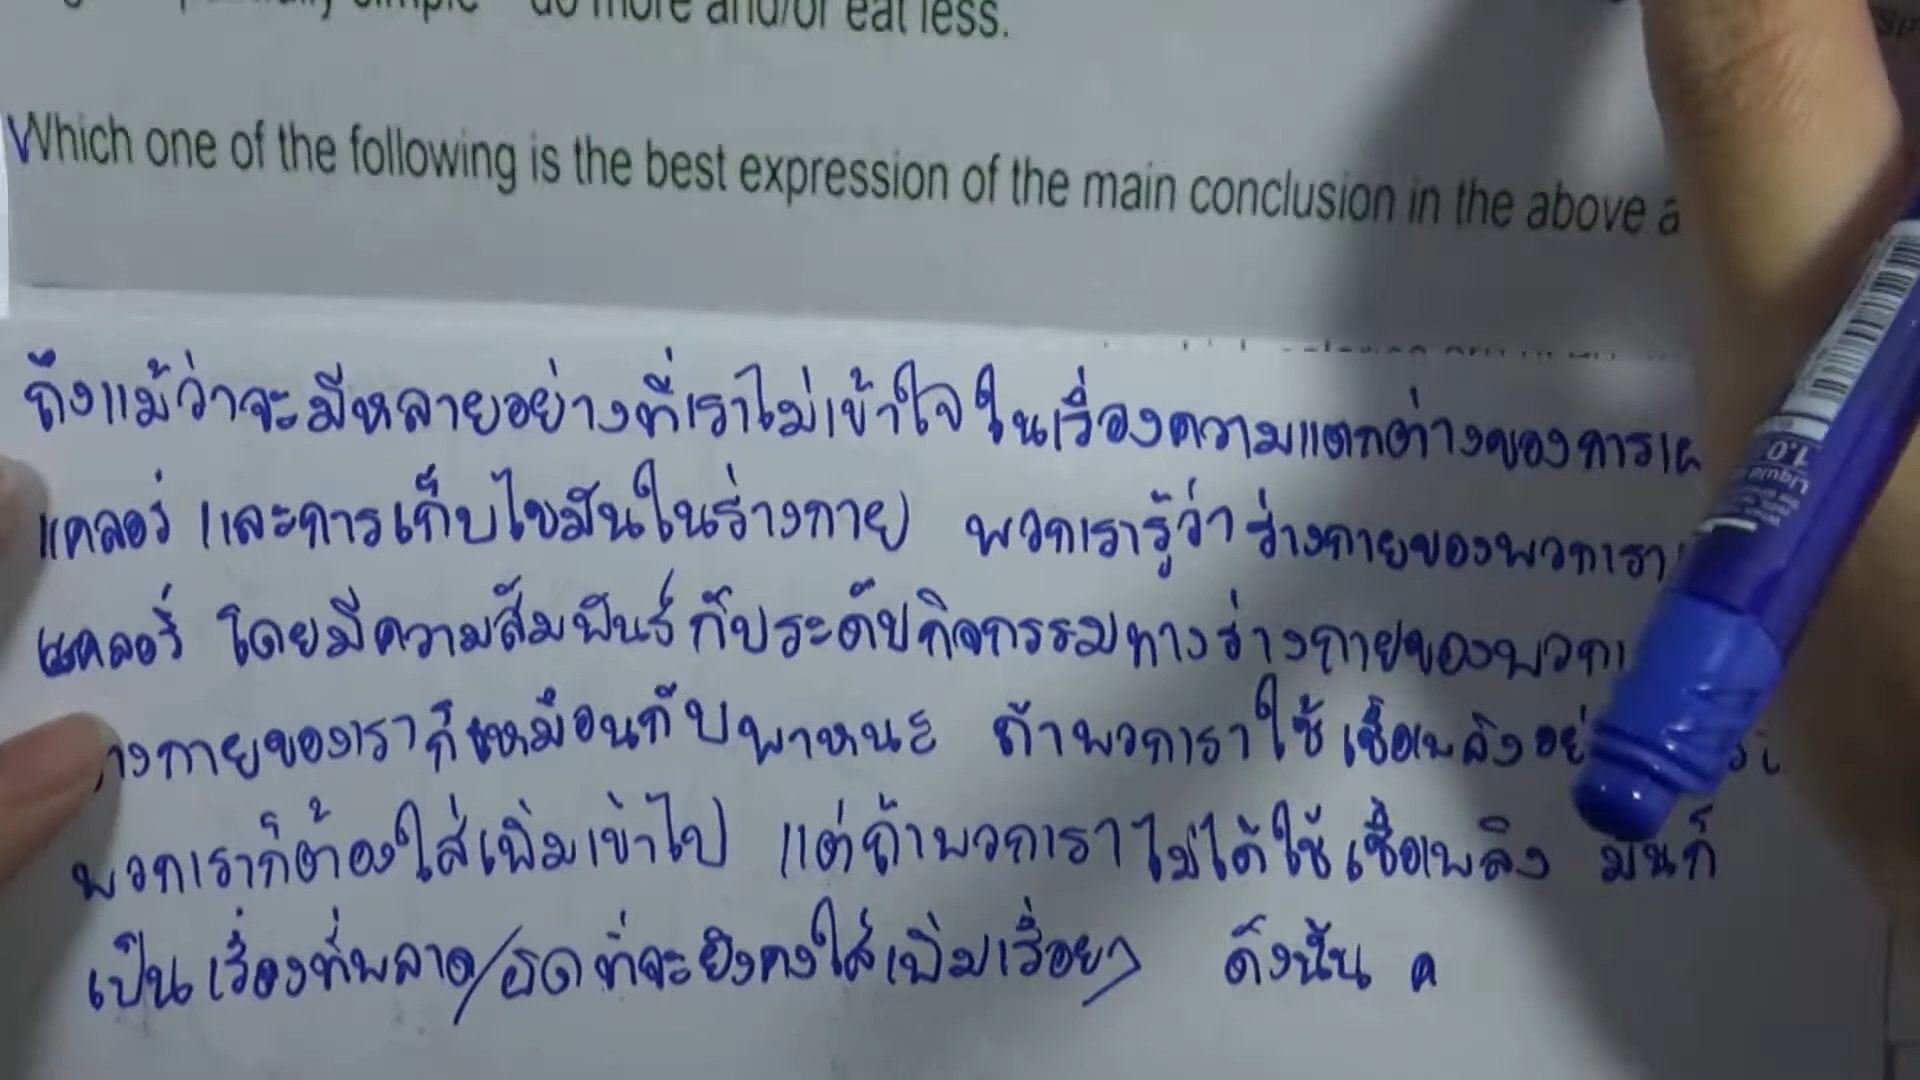 simple – do more and/or eat less.
Which one of the following is the best expression of the main conclusion in the above a
ถึงแม้ว่าจะมีหลายอย่างที่เราไม่เข้าใจ ในเรื่องความแตกต่างของการเผ
แคลอรี่ และการเก็บไขมันในร่างกาย พวกเรารู้ว่า ร่างกายของพวกเรา
แคลอรี่ โดยมีความสัมพันธ์กับระดับกิจกรรมทางร่างกายของพวกเ
างกายของเราก็เหมือนกับพาหนะ ถ้าพวกเราใช้เชื้อเพลิงอย่
พวกเราก็ต้องใส่เพิ่มเข้าไป แต่ถ้าพวกเราไม่ได้ใช้เชื้อเพลิง มันก็
เป็นเรื่องที่พลาด/ผิดที่จะยังคงใส่เพิ่มเรื่อยๆ ดังนั้น ค
1.0